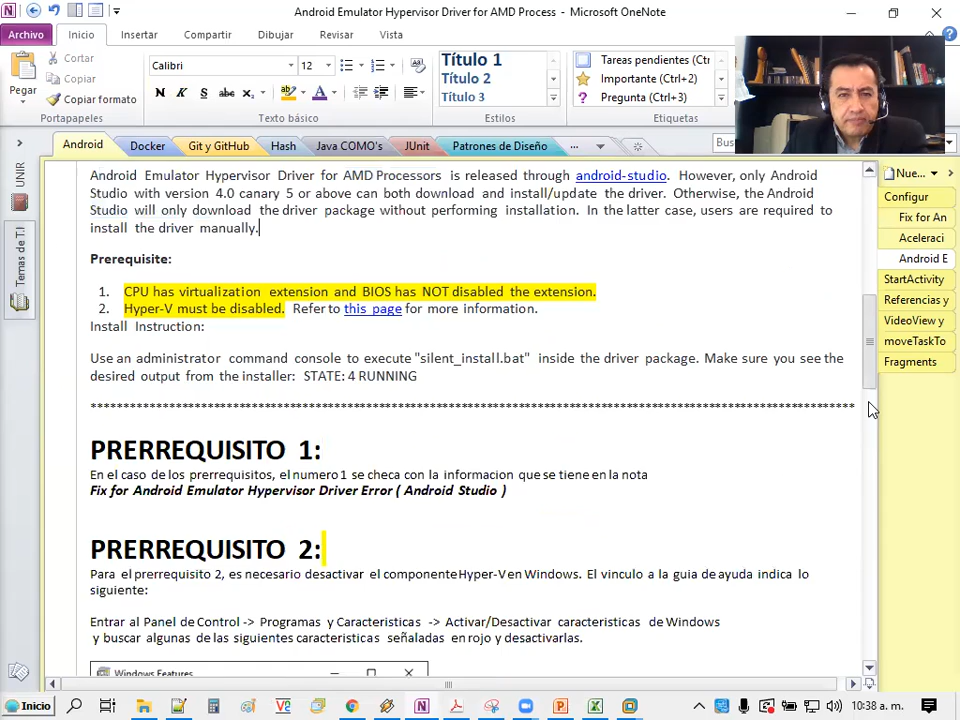 Android Emulator Hypervisor Driver for AMD Process - Microsoft OneNote
Archivo Inicio Insertar Compartir Dibujar Revisar Vista
Pegar
Cortar
Copiar
Copiar formato
Portapapeles
Calibri 12
N K S abc X₂ A
Texto básico
Título 1
Título 2
Título 3
Estilos
Tareas pendientes (Ctr
Importante (Ctrl+2)
Pregunta (Ctrl+3)
Etiquetas
Android Docker Git y GitHub Hash Java COMO's JUnit Patrones de Diseño ... Bus
UNIR
Temas de T.I
Android Emulator Hypervisor Driver for AMD Processors is released through android-studio. However, only Android
Studio with version 4.0 canary 5 or above can both download and install/update the driver. Otherwise, the Android
Studio will only download the driver package without performing installation. In the latter case, users are required to
install the driver manually.
Prerequisite:
1. CPU has virtualization extension and BIOS has NOT disabled the extension.
2. Hyper-V must be disabled. Refer to this page for more information.
Install Instruction:
Use an administrator command console to execute "silent_install.bat" inside the driver package. Make sure you see the
desired output from the installer: STATE: 4 RUNNING
*******************************************************************************************************************
PRERREQUISITO 1:
En el caso de los prerrequisitos, el numero 1 se checa con la informacion que se tiene en la nota
Fix for Android Emulator Hypervisor Driver Error ( Android Studio )
PRERREQUISITO 2:
Para el prerrequisito 2, es necesario desactivar el componente Hyper-V en Windows. El vinculo a la guia de ayuda indica lo
siguiente:
Entrar al Panel de Control -> Programas y Caracteristicas -> Activar/Desactivar caracteristicas de Windows
y buscar algunas de las siguientes caracteristicas señaladas en rojo y desactivarlas.
Windows Features
Nue...
Configur
Fix for An
Aceleraci
Android E
StartActivity
Referencias y
VideoView y
moveTaskTo
Fragments
Inicio
10:38 a. m.